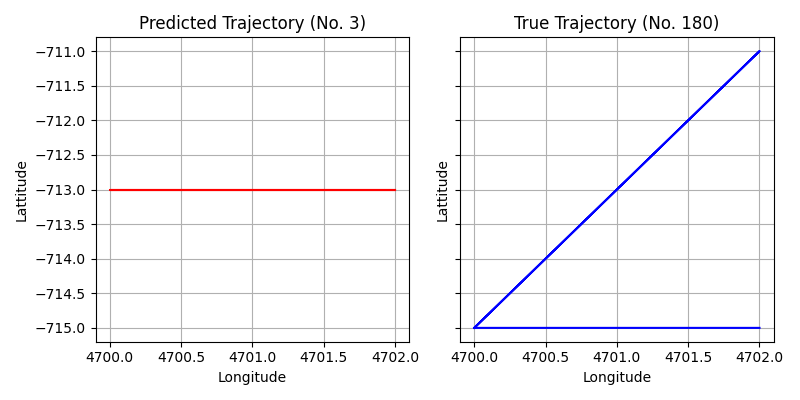 Predicted Trajectory (No. 3)
−711.0
−711.5
−712.0
−712.5
−713.0
−713.5
−714.0
−714.5
−715.0
Lattitude
4700.0 4700.5 4701.0 4701.5 4702.0
Longitude
True Trajectory (No. 180)
Lattitude
4700.0 4700.5 4701.0 4701.5 4702.0
Longitude